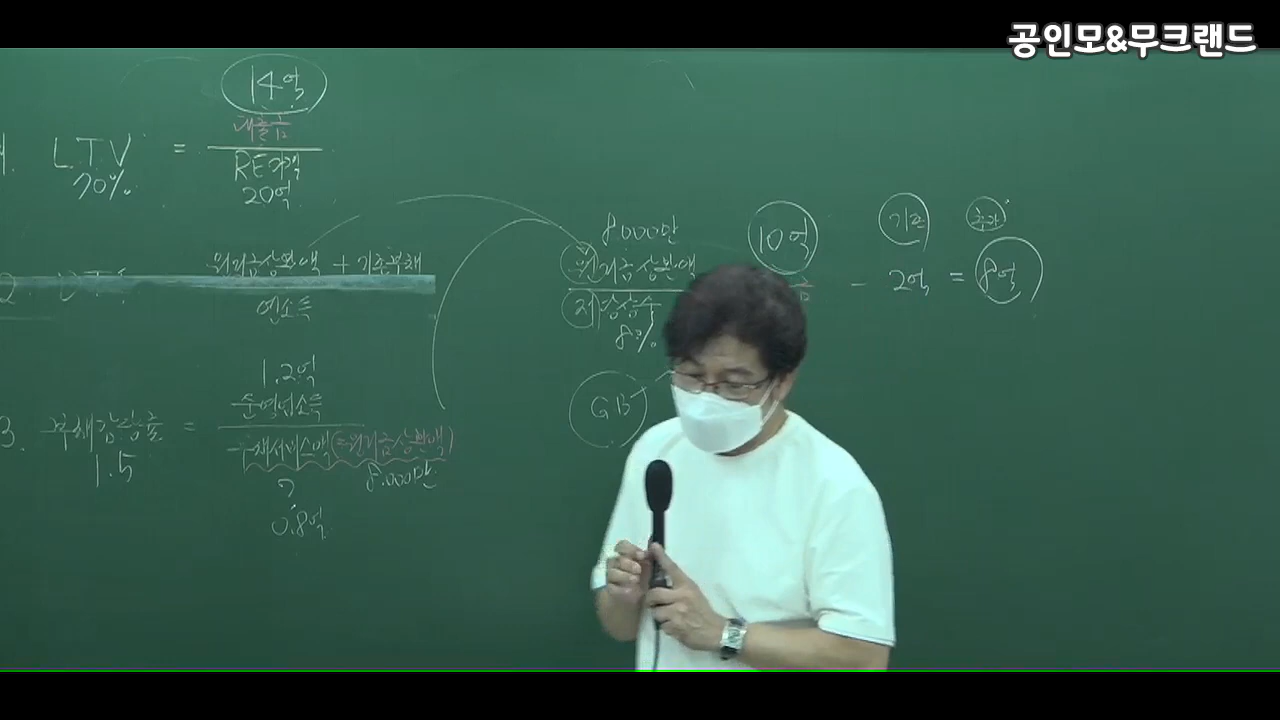 공인모&무크랜드
14억
LTV =
대출금
RE가격
70%
20억
2. DTI
원리금상환액 + 기존부채
연소득
1.2억
순영업소득
3. 부채감당률 =
부채서비스액(=원리금상환액)
1.5
8.000만
?
0.8억
8000만
원리금상환액
저당상수
8%
10억
기존
추가
- 2억 = 8억
GB